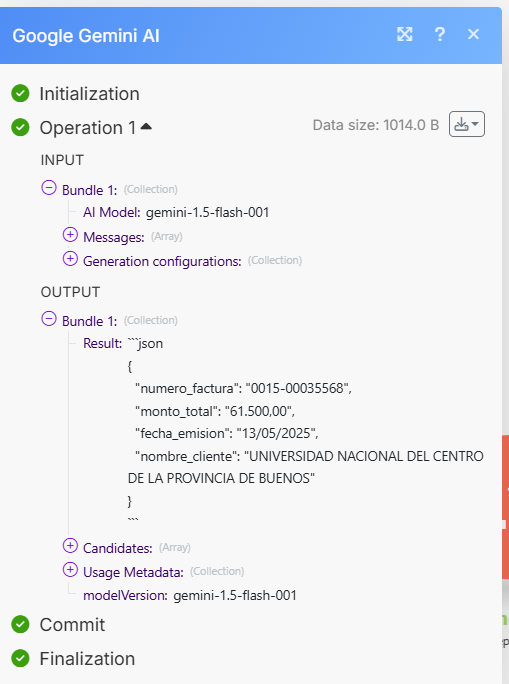 Google Gemini AI ?
Initialization
Operation 1 Data size: 1014.0 B
INPUT
Bundle 1: (Collection)
AI Model: gemini-1.5-flash-001
Messages: (Array)
Generation configurations: (Collection)
OUTPUT
Bundle 1: (Collection)
Result: ```json
{
"numero_factura": "0015-00035568",
"monto_total": "61.500,00",
"fecha_emision": "13/05/2025",
"nombre_cliente": "UNIVERSIDAD NACIONAL DEL CENTRO
DE LA PROVINCIA DE BUENOS"
}
```
Candidates: (Array)
Usage Metadata: (Collection)
modelVersion: gemini-1.5-flash-001
Commit
Finalization